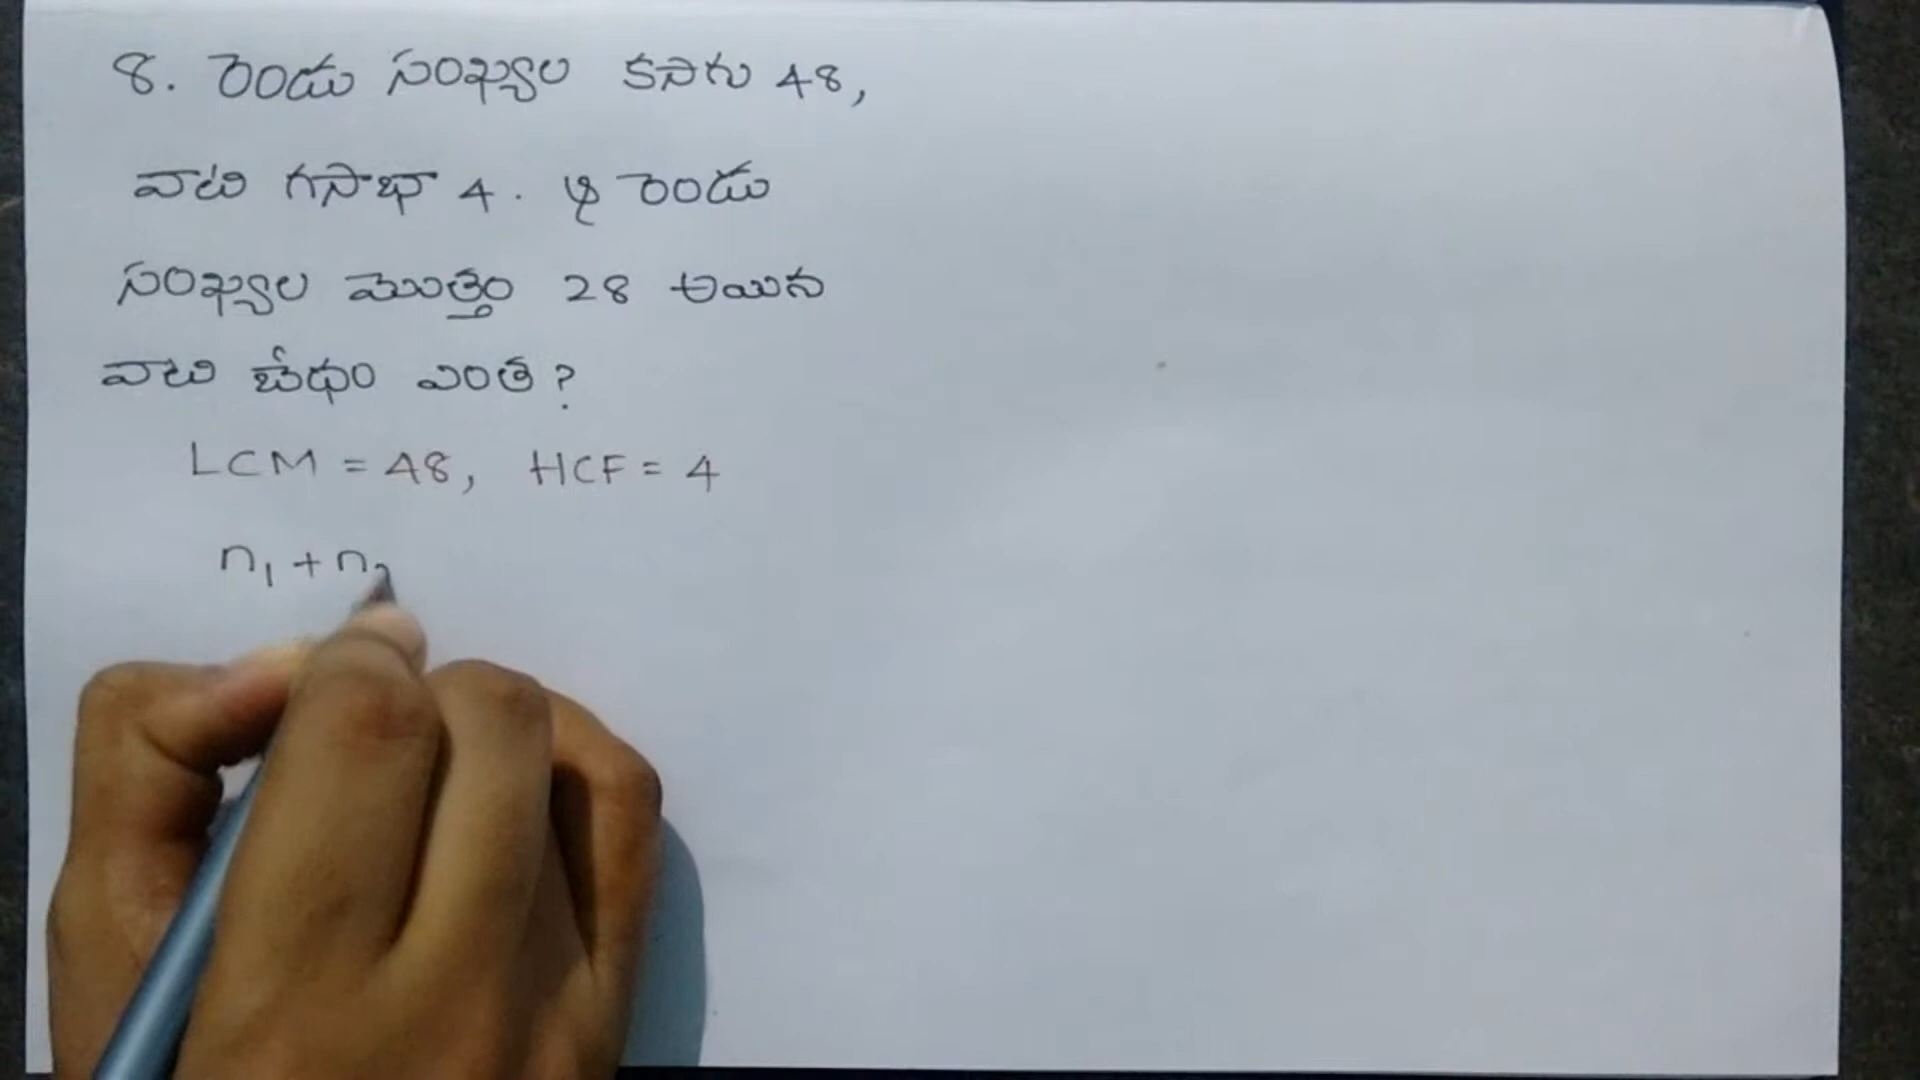 8. రెండు సంఖ్యల కసాగు 48,
వాటి గసాభా 4. ఆ రెండు
సంఖ్యల మొత్తం 28 అయిన
వాటి భేధం ఎంత?
LCM = 48, HCF = 4
n₁ + n₂